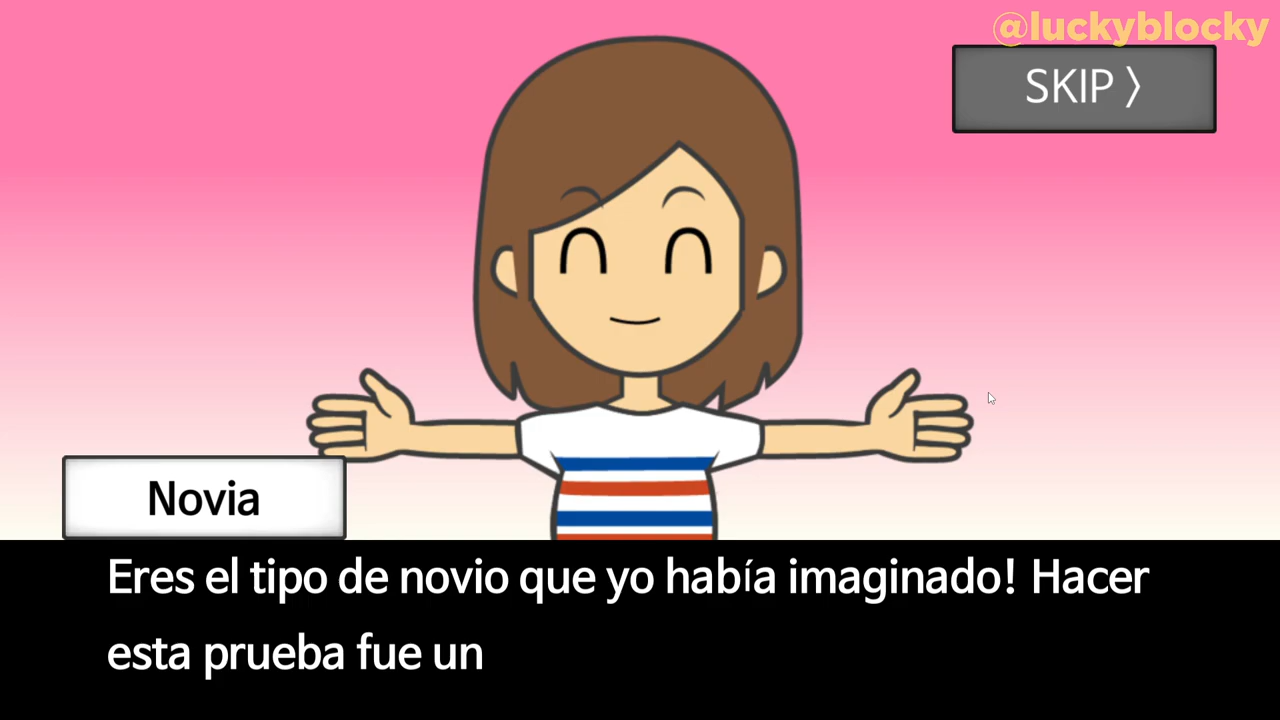 @luckyblocky
SKIP 〉
Novia
Eres el tipo de novio que yo había imaginado! Hacer
esta prueba fue un